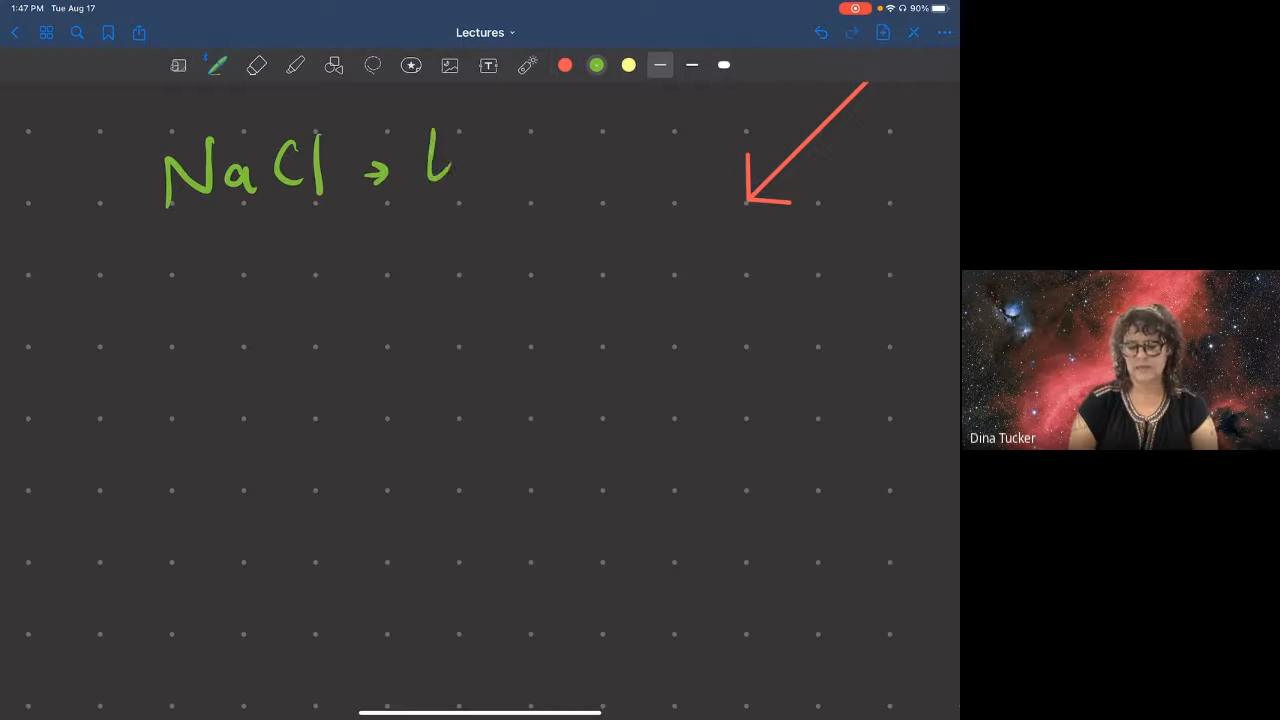 1:47 PM Tue Aug 17
90%
Lectures
T
NaCl → L
Dina Tucker